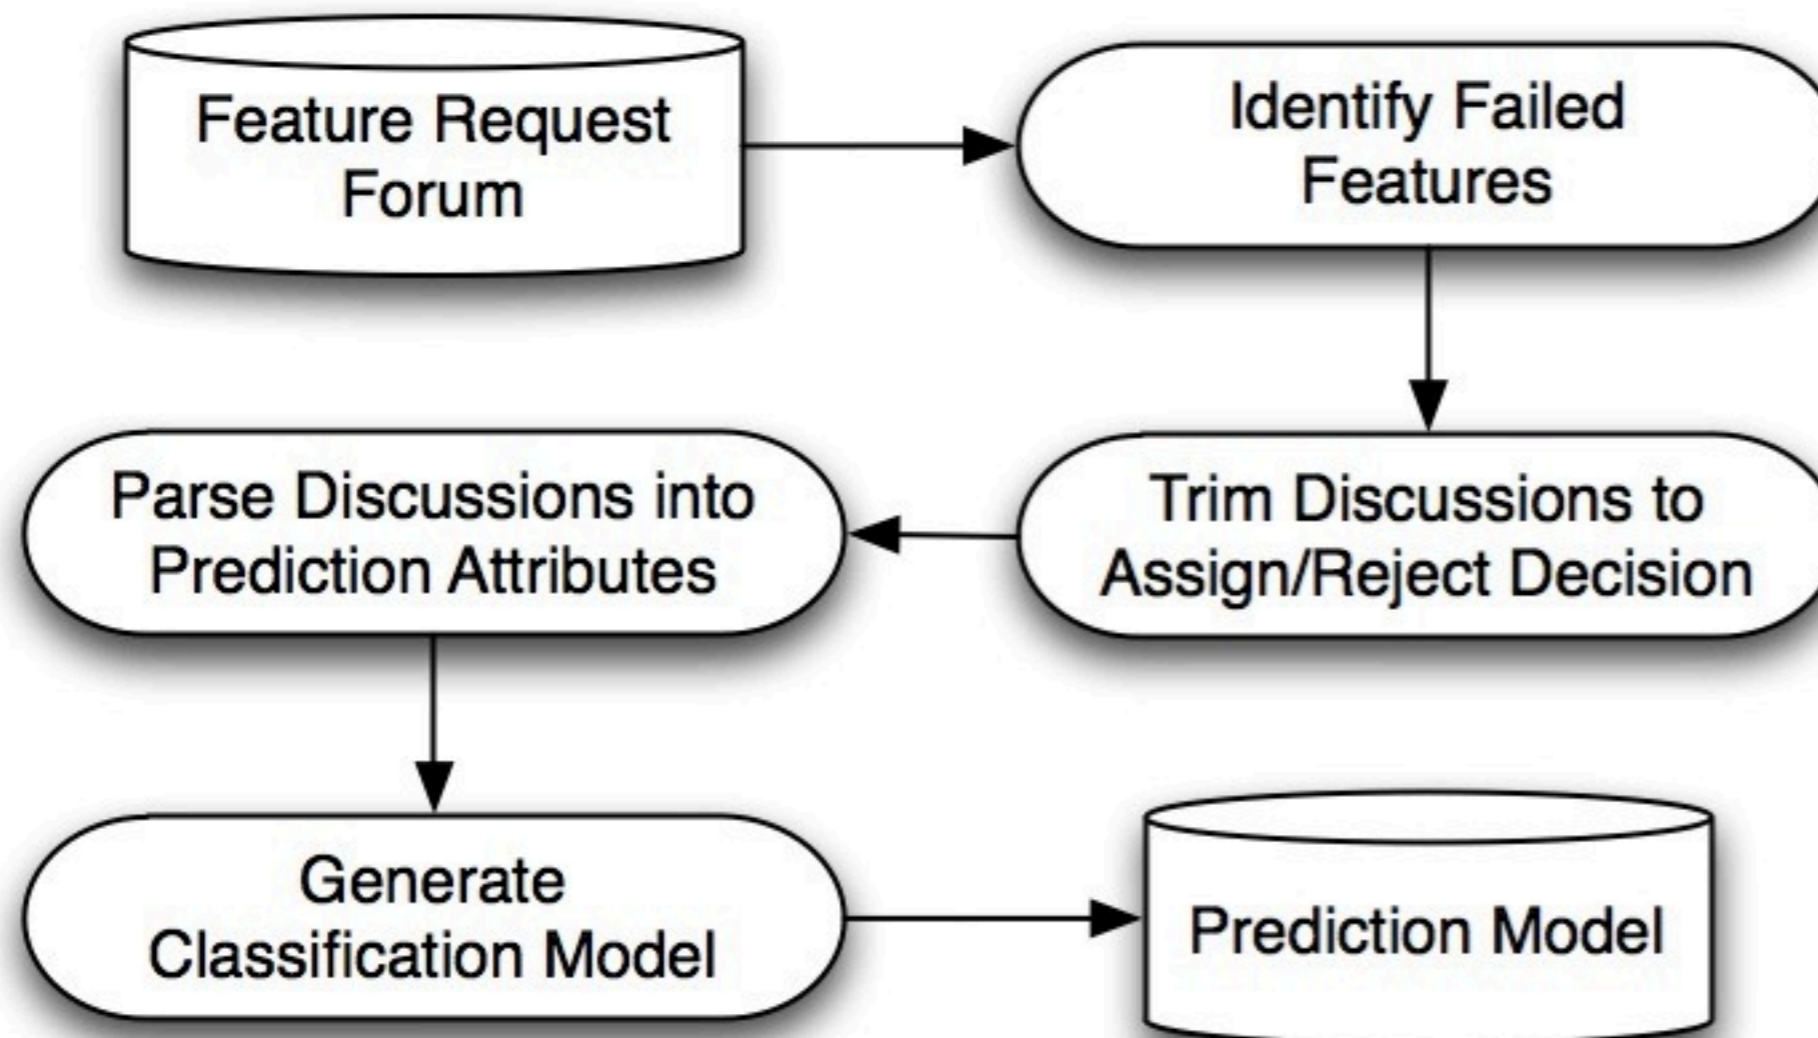 Feature Request
Forum
Identify Failed
Features
Trim Discussions to
Assign/Reject Decision
Parse Discussions into
Prediction Attributes
Generate
Classification Model
Prediction Model